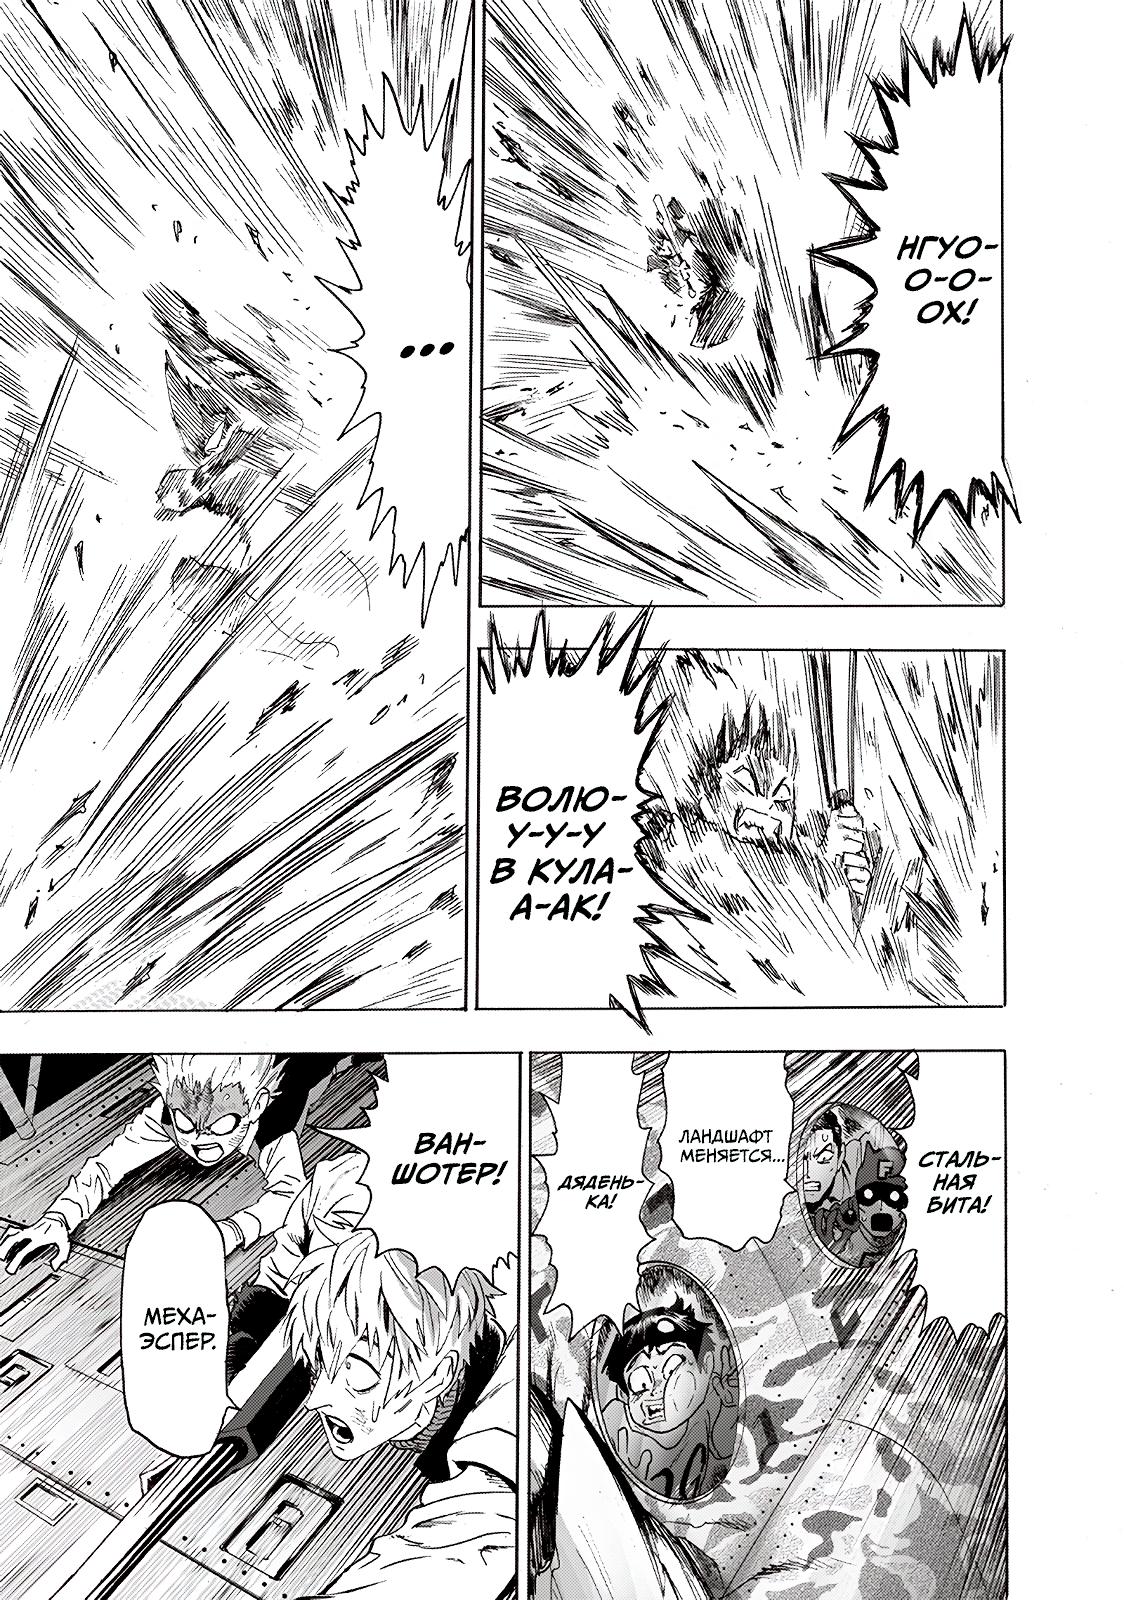 НГУО-
О-О-
ОХ!
•••
ВОЛЮ-
У-У-У
В КУЛА-
А-АК!
СТАЛЬ-
НАЯ
БИТА!
ЛАНДШАФТ
МЕНЯЕТСЯ...
ДЯДЕНЬ-
КА!
ВАН-
ШОТЕР!
МЕХА-
ЭСПЕР.
F